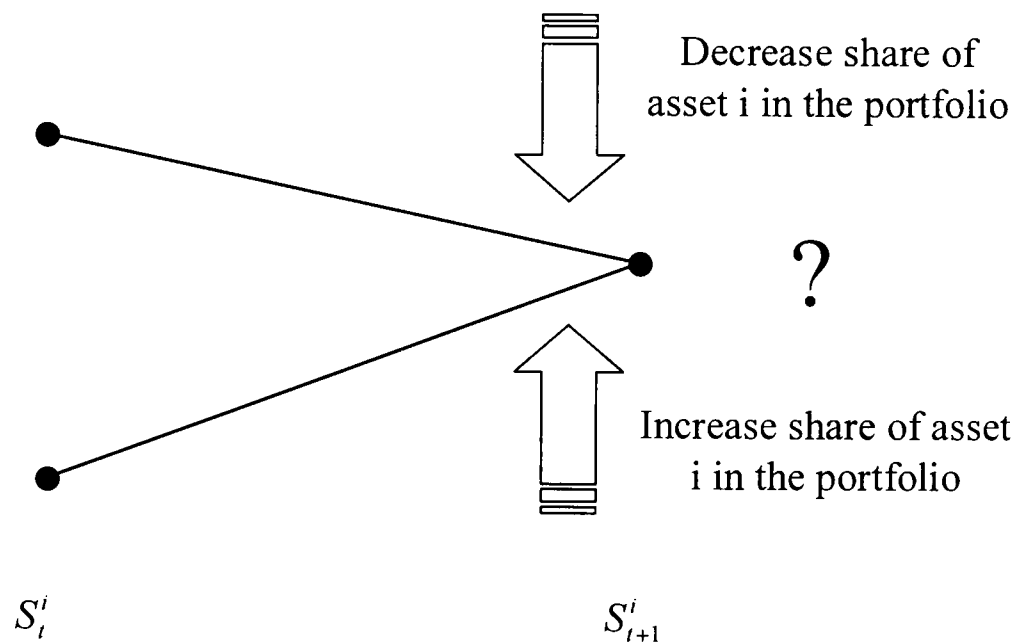 Decrease share of
asset i in the portfolio
?
Increase share of asset
i in the portfolio
S_t^i
S_{t+1}^i